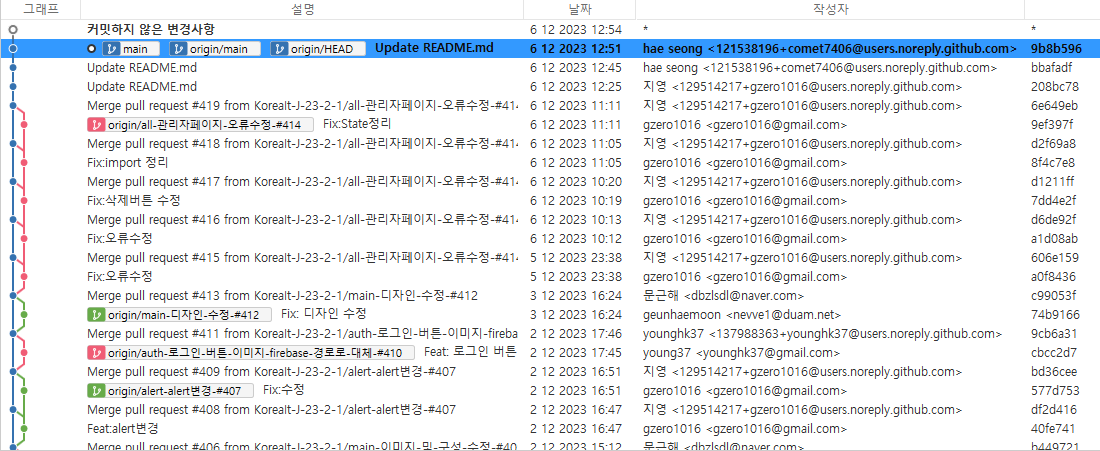 그래프 설명 날짜 작성자
커밋하지 않은 변경사항 6 12 2023 12:54 * *
main origin/main origin/HEAD Update README.md 6 12 2023 12:51 hae seong <121538196+comet7406@users.noreply.github.com> 9b8b596
Update README.md 6 12 2023 12:45 hae seong <121538196+comet7406@users.noreply.github.com> bbafadf
Update README.md 6 12 2023 12:25 지영 <129514217+gzero1016@users.noreply.github.com> 208bc78
Merge pull request #419 from Korealt-J-23-2-1/all-관리자페이지-오류수정-#414 6 12 2023 11:11 지영 <129514217+gzero1016@users.noreply.github.com> 6e649eb
origin/all-관리자페이지-오류수정-#414 Fix:State정리 6 12 2023 11:11 gzero1016 <gzero1016@gmail.com> 9ef397f
Merge pull request #418 from Korealt-J-23-2-1/all-관리자페이지-오류수정-#414 6 12 2023 11:05 지영 <129514217+gzero1016@users.noreply.github.com> d2f69a8
Fix:import 정리 6 12 2023 11:05 gzero1016 <gzero1016@gmail.com> 8f4c7e8
Merge pull request #417 from Korealt-J-23-2-1/all-관리자페이지-오류수정-#414 6 12 2023 10:20 지영 <129514217+gzero1016@users.noreply.github.com> d1211ff
Fix:삭제버튼 수정 6 12 2023 10:19 gzero1016 <gzero1016@gmail.com> 7dd4e2f
Merge pull request #416 from Korealt-J-23-2-1/all-관리자페이지-오류수정-#414 6 12 2023 10:13 지영 <129514217+gzero1016@users.noreply.github.com> d6de92f
Fix:오류수정 6 12 2023 10:12 gzero1016 <gzero1016@gmail.com> a1d08ab
Merge pull request #415 from Korealt-J-23-2-1/all-관리자페이지-오류수정-#414 5 12 2023 23:38 지영 <129514217+gzero1016@users.noreply.github.com> 606e159
Fix:오류수정 5 12 2023 23:38 gzero1016 <gzero1016@gmail.com> a0f8436
Merge pull request #413 from Korealt-J-23-2-1/main-디자인-수정-#412 3 12 2023 16:24 문근해 <dbzlsdl@naver.com> c99053f
origin/main-디자인-수정-#412 Fix: 디자인 수정 3 12 2023 16:24 geunhaemoon <nevve1@duam.net> 74b9166
Merge pull request #411 from Korealt-J-23-2-1/auth-로그인-버튼-이미지-fireba 2 12 2023 17:46 younghk37 <137988363+younghk37@users.noreply.github.com> 9cb6a31
origin/auth-로그인-버튼-이미지-firebase-경로로-대체-#410 Feat: 로그인 버튼 2 12 2023 17:45 young37 <younghk37@gmail.com> cbcc2d7
Merge pull request #409 from Korealt-J-23-2-1/alert-alert변경-#407 2 12 2023 16:51 지영 <129514217+gzero1016@users.noreply.github.com> bd36cee
origin/alert-alert변경-#407 Fix:수정 2 12 2023 16:51 gzero1016 <gzero1016@gmail.com> 577d753
Merge pull request #408 from Korealt-J-23-2-1/alert-alert변경-#407 2 12 2023 16:47 지영 <129514217+gzero1016@users.noreply.github.com> df2d416
Feat:alert변경 2 12 2023 16:47 gzero1016 <gzero1016@gmail.com> 40fe741
Merge pull request #406 from Korealt-J-23-2-1/main-이미지-및-구성-수정-#40 2 12 2023 15:12 문근해 <dbzlsdl@naver.com> b449721